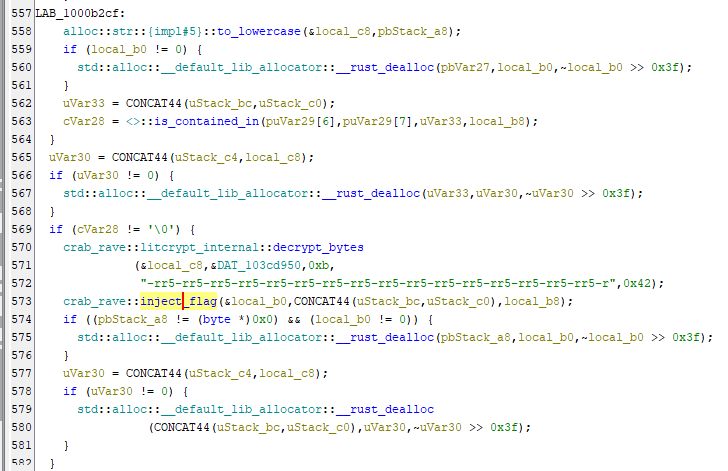 557 LAB_1000b2cf:
558 alloc::str::{impl#5}::to_lowercase(&local_c8,pbStack_a8);
559 if (local_b0 != 0) {
560 std::alloc::__default_lib_allocator::__rust_dealloc(pbVar27,local_b0,~local_b0 >> 0x3f);
561 }
562 uVar33 = CONCAT44(uStack_bc,uStack_c0);
563 cVar28 = <>::is_contained_in(puVar29[6],puVar29[7],uVar33,local_b8);
564 }
565 uVar30 = CONCAT44(uStack_c4,local_c8);
566 if (uVar30 != 0) {
567 std::alloc::__default_lib_allocator::__rust_dealloc(uVar33,uVar30,~uVar30 >> 0x3f);
568 }
569 if (cVar28 != '\0') {
570 crab_rave::litcrypt_internal::decrypt_bytes
571 (&local_c8,&DAT_103cd950,0xb,
572 "-rr5-rr5-rr5-rr5-rr5-rr5-rr5-rr5-rr5-rr5-rr5-rr5-rr5-rr5-rr5-rr5-r",0x42);
573 crab_rave::inject_flag(&local_b0,CONCAT44(uStack_bc,uStack_c0),local_b8);
574 if ((pbStack_a8 != (byte *)0x0) && (local_b0 != 0)) {
575 std::alloc::__default_lib_allocator::__rust_dealloc(pbStack_a8,local_b0,~local_b0 >> 0x3f);
576 }
577 uVar30 = CONCAT44(uStack_c4,local_c8);
578 if (uVar30 != 0) {
579 std::alloc::__default_lib_allocator::__rust_dealloc
580 (CONCAT44(uStack_bc,uStack_c0),uVar30,~uVar30 >> 0x3f);
581 }
582 }